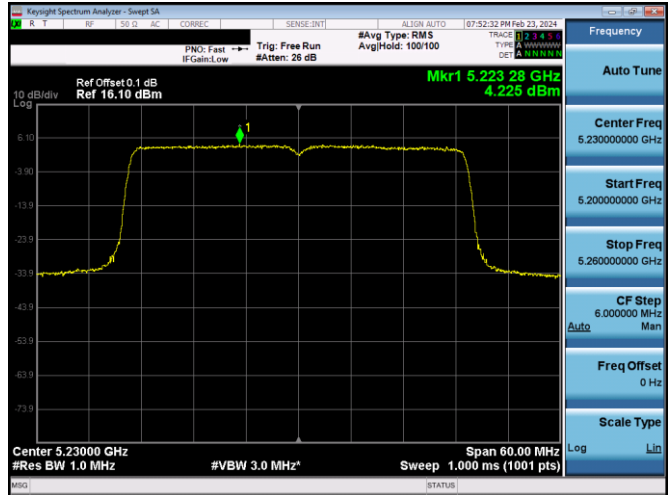 Keysight Spectrum Analyzer - Swept SA
LXI R T RF 50 Ω AC CORREC SENSE:INT ALIGN AUTO 07:52:32 PM Feb 23, 2024
#Avg Type: RMS TRACE 1 2 3 4 5 6
PNO: Fast Trig: Free Run Avg|Hold: 100/100 TYPE A WWWWW
IFGain:Low #Atten: 26 dB DET A N N N N N
Mkr1 5.223 28 GHz
4.225 dBm
Ref Offset 0.1 dB
10 dB/div Ref 16.10 dBm
Log
1
6.10
-3.90
-13.9
-23.9
-33.9
-43.9
-53.9
-63.9
-73.9
Center 5.23000 GHz Span 60.00 MHz
#Res BW 1.0 MHz #VBW 3.0 MHz* Sweep 1.000 ms (1001 pts)
MSG STATUS
Frequency
Auto Tune
Center Freq
5.230000000 GHz
Start Freq
5.200000000 GHz
Stop Freq
5.260000000 GHz
CF Step
6.000000 MHz
Auto Man
Freq Offset
0 Hz
Scale Type
Log Lin